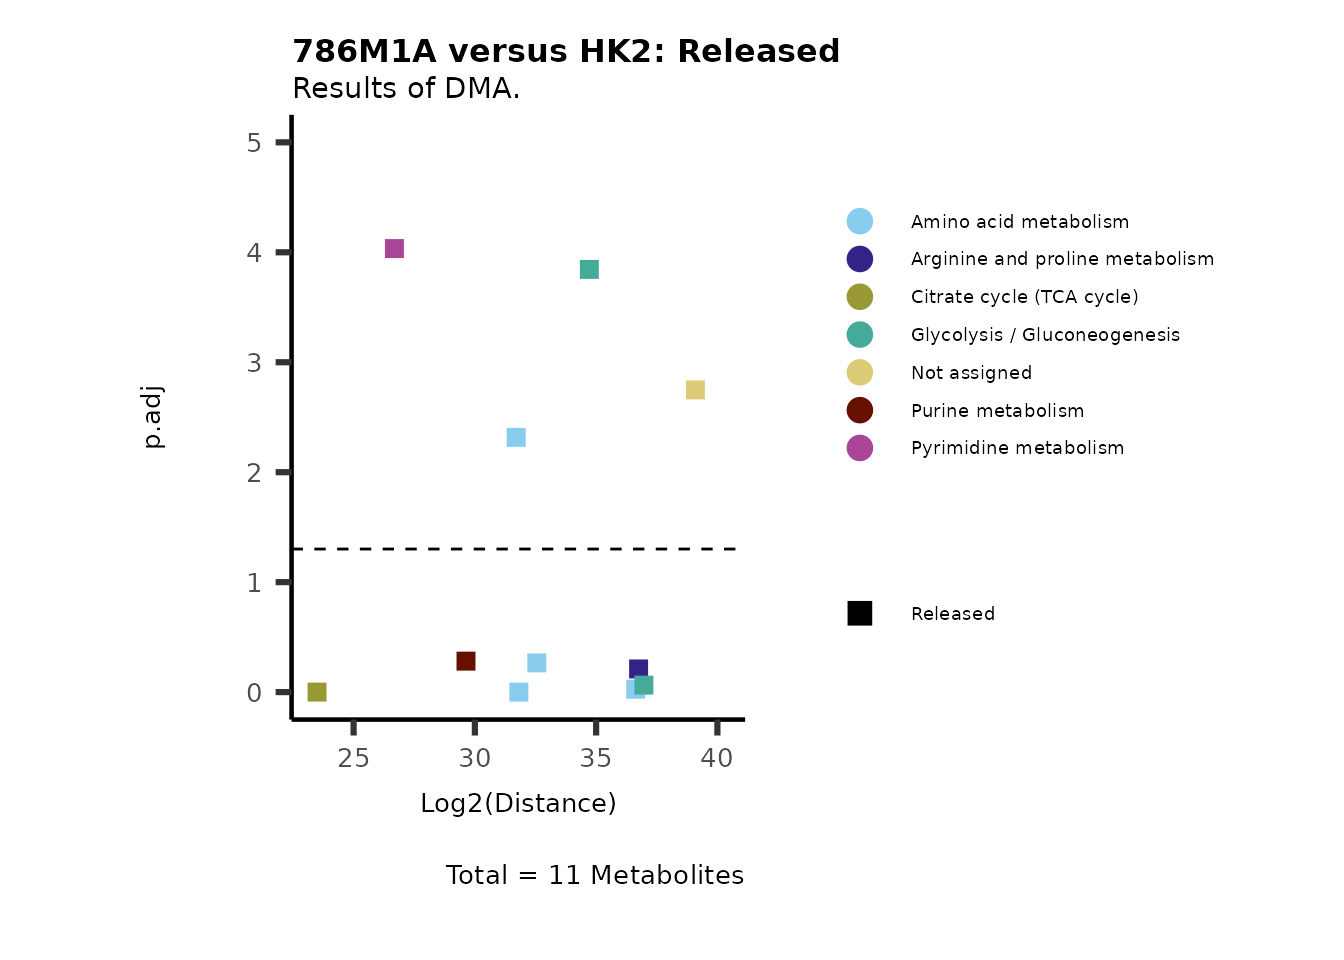 786M1A versus HK2: Released
Results of DMA.
5
4
3
2
1
0
p.adj
25 30 35 40
Log2(Distance)
Total = 11 Metabolites
Amino acid metabolism
Arginine and proline metabolism
Citrate cycle (TCA cycle)
Glycolysis / Gluconeogenesis
Not assigned
Purine metabolism
Pyrimidine metabolism
Released